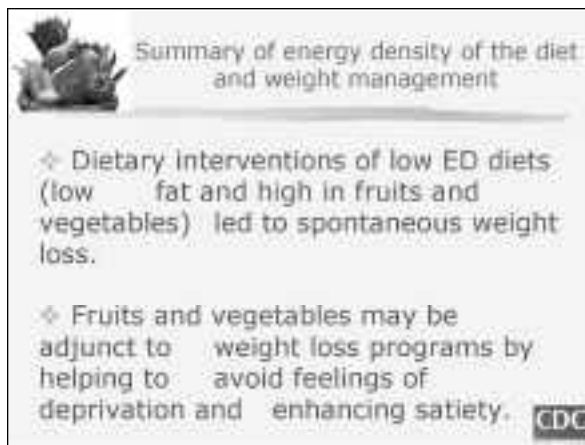 Summary of energy density of the diet
and weight management
❖ Dietary interventions of low ED diets
(low fat and high in fruits and
vegetables) led to spontaneous weight
loss.
❖ Fruits and vegetables may be
adjunct to weight loss programs by
helping to avoid feelings of
deprivation and enhancing satiety.
CDC